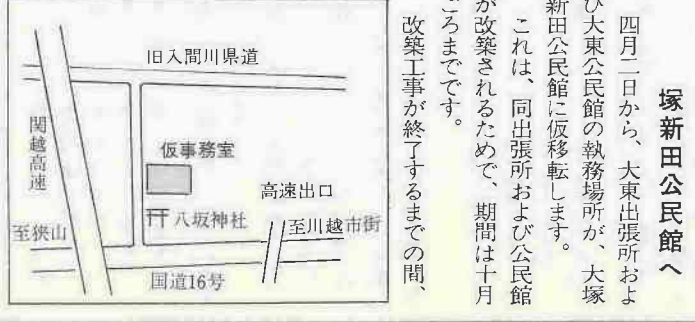 塚新田公民館へ
四月二日から、大東出張所およ
び大東公民館の執務場所が、大塚
新田公民館に仮移転します。
これは、同出張所および公民館
が改築されるためで、期間は十月
ころまでです。
改築工事が終了するまでの間、
旧入間川県道
関越高速
仮事務室
高速出口
八坂神社
至狭山
至川越市街
国道16号